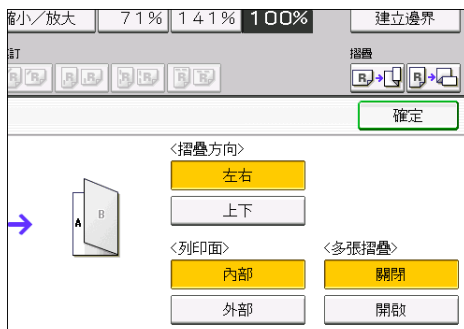 縮小／放大 71% 141% 100% 建立邊界
訂 摺疊
R R
確定
<摺疊方向>
左右
A B 上下
<列印面> <多張摺疊>
內部 關閉
外部 開啟